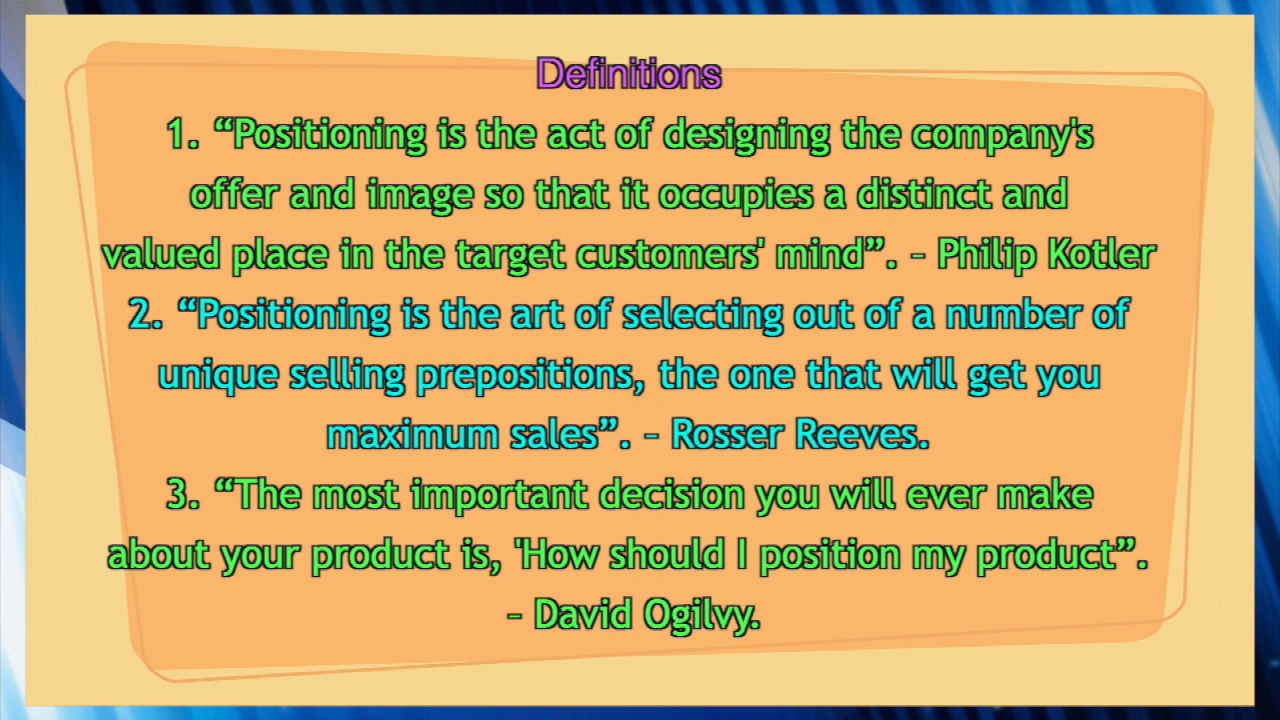 Definitions
1. “Positioning is the act of designing the company's
offer and image so that it occupies a distinct and
valued place in the target customers' mind”. – Philip Kotler
2. “Positioning is the art of selecting out of a number of
unique selling prepositions, the one that will get you
maximum sales”. – Rosser Reeves.
3. “The most important decision you will ever make
about your product is, 'How should I position my product”.
– David Ogilvy.